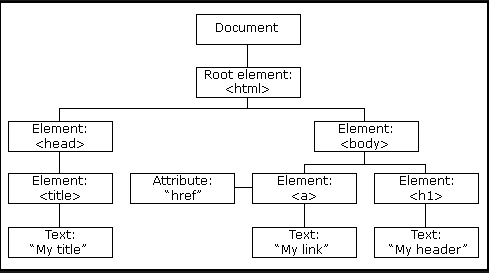 Document
Root element:
<html>
Element:
<head>
Element:
<body>
Element:
<title>
Attribute:
“href”
Element:
<a>
Element:
<h1>
Text:
“My title”
Text:
“My link”
Text:
“My header”